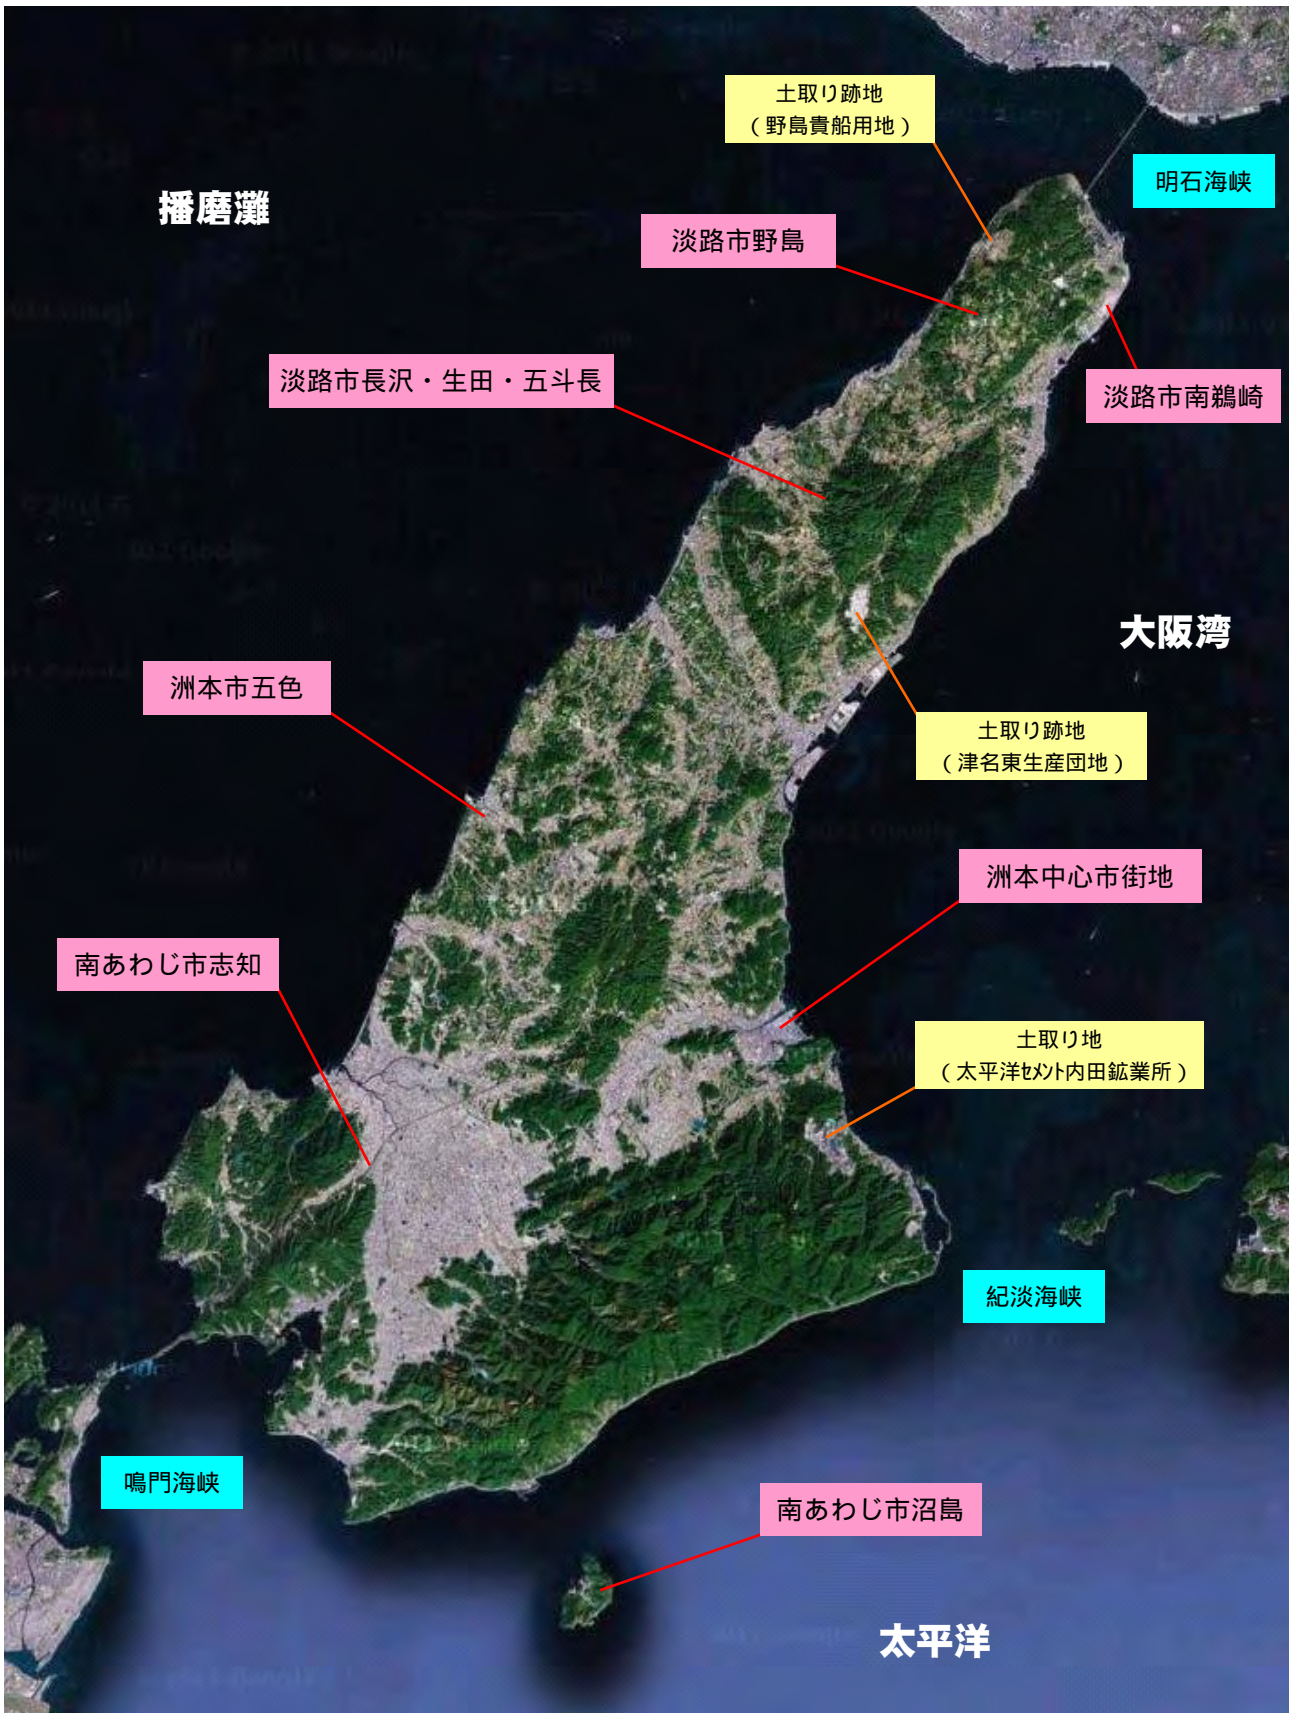 土取り跡地
（野島貴船用地）
明石海峡
播磨灘
淡路市野島
淡路市長沢・生田・五斗長
淡路市南鵜崎
大阪湾
洲本市五色
土取り跡地
（津名東生産団地）
洲本中心市街地
南あわじ市志知
土取り地
（太平洋ｾﾒﾝﾄ内田鉱業所）
紀淡海峡
鳴門海峡
南あわじ市沼島
太平洋